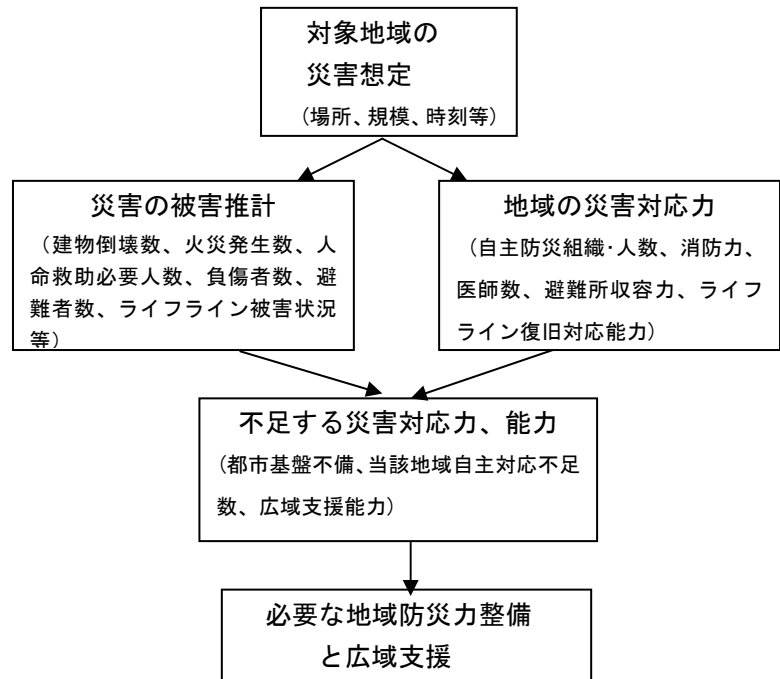 対象地域の
災害想定
（場所、規模、時刻等）
災害の被害推計
（建物倒壊数、火災発生数、人
命救助必要人数、負傷者数、避
難者数、ライフライン被害状況
等）
地域の災害対応力
（自主防災組織･人数、消防力、
医師数、避難所収容力、ライフ
ライン復旧対応能力）
不足する災害対応力、能力
（都市基盤不備、当該地域自主対応不足
数、広域支援能力）
必要な地域防災力整備
と広域支援